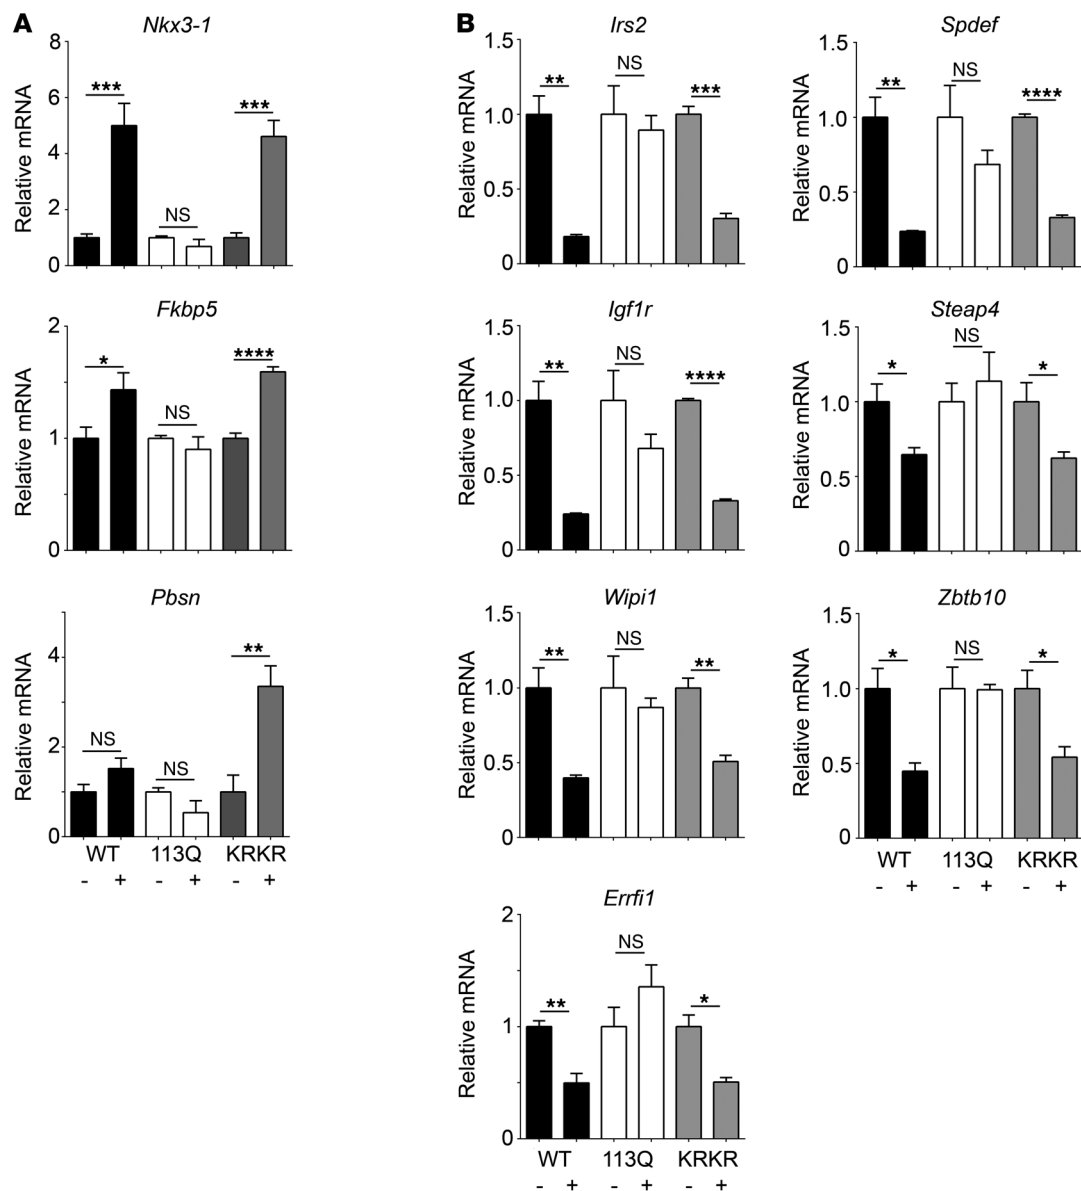 A
Nkx3-1
Relative mRNA
8
6
4
2
0
***
NS
***
Fkbp5
Relative mRNA
2
1
0
*
NS
****
Pbsn
Relative mRNA
4
2
0
NS
NS
**
WT 113Q KRKR
- + - + - +
B
Irs2
Relative mRNA
1.5
1.0
0.5
0
**
NS
***
Spdef
Relative mRNA
1.5
1.0
0.5
0
**
NS
****
Igf1r
Relative mRNA
1.5
1.0
0.5
0
**
NS
****
Steap4
Relative mRNA
1.5
1.0
0.5
0
*
NS
*
Wipi1
Relative mRNA
1.5
1.0
0.5
0
**
NS
**
Zbtb10
Relative mRNA
1.5
1.0
0.5
0
*
NS
*
WT 113Q KRKR
- + - + - +
Errfi1
Relative mRNA
2
1
0
**
NS
*
WT 113Q KRKR
- + - + - +